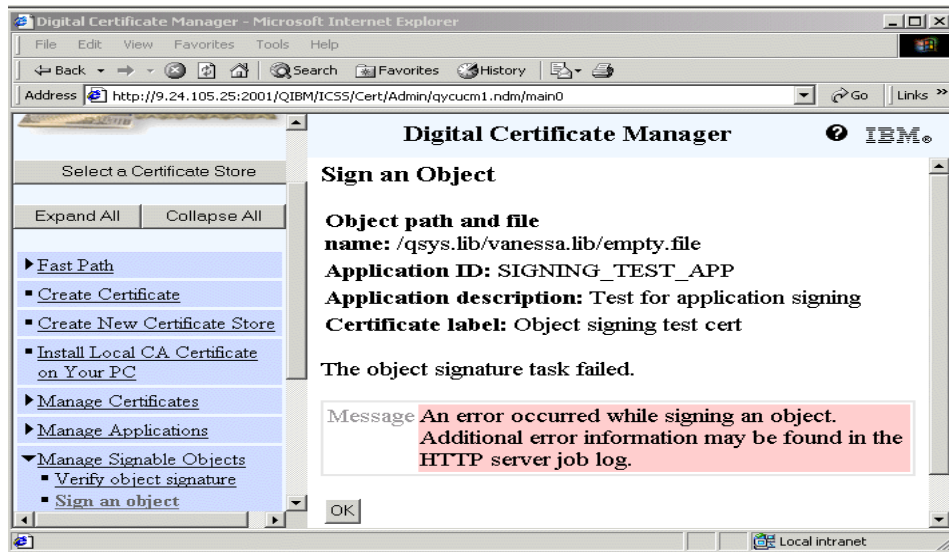 Digital Certificate Manager - Microsoft Internet Explorer
File Edit View Favorites Tools Help
Back Search Favorites History
Address http://9.24.105.25:2001/QIBM/ICSS/Cert/Admin/qycucm1.ndm/main0 Go Links »
Select a Certificate Store
Expand All Collapse All
Fast Path
Create Certificate
Create New Certificate Store
Install Local CA Certificate
on Your PC
Manage Certificates
Manage Applications
Manage Signable Objects
Verify object signature
Sign an object
Digital Certificate Manager ? IBM®
Sign an Object
Object path and file
name: /qsys.lib/vanessa.lib/empty.file
Application ID: SIGNING_TEST_APP
Application description: Test for application signing
Certificate label: Object signing test cert
The object signature task failed.
Message An error occurred while signing an object.
Additional error information may be found in the
HTTP server job log.
OK
Local intranet